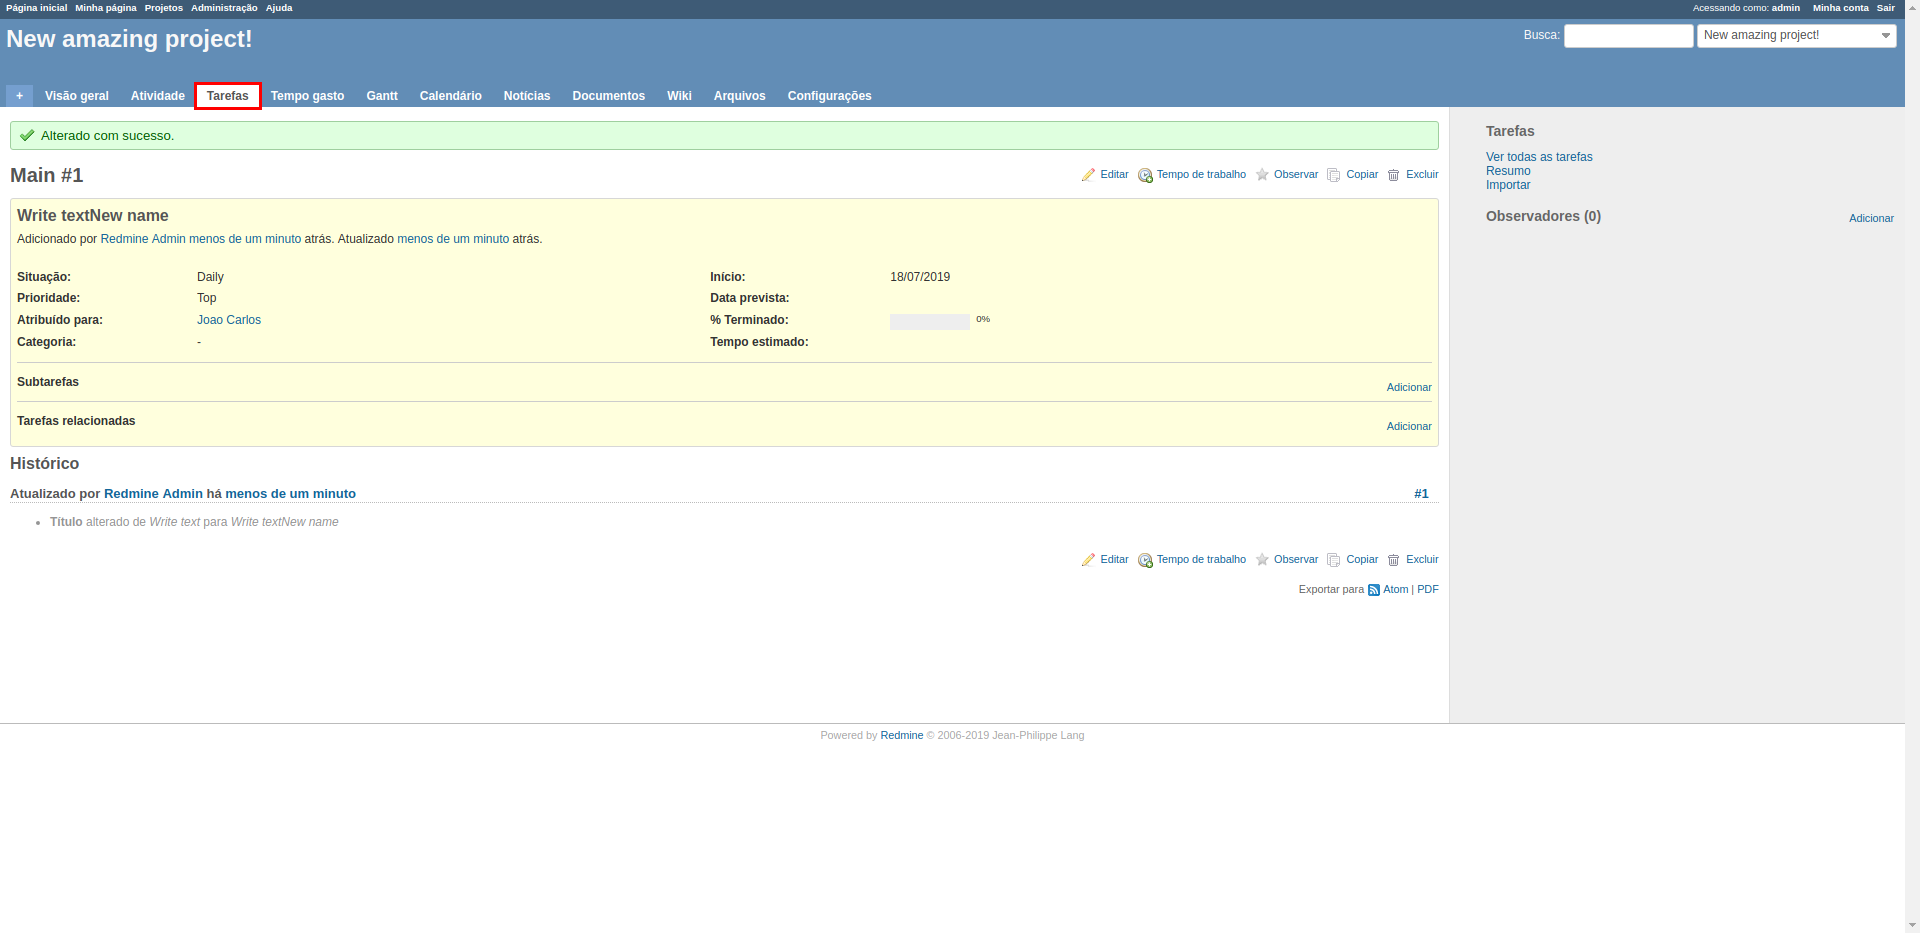 Página inicial Minha página Projetos Administração Ajuda Acessando como: admin Minha conta Sair
New amazing project! Busca: New amazing project!
+ Visão geral Atividade Tarefas Tempo gasto Gantt Calendário Notícias Documentos Wiki Arquivos Configurações
Alterado com sucesso.
Main #1 Editar Tempo de trabalho Observar Copiar Excluir
Write textNew name
Adicionado por Redmine Admin menos de um minuto atrás. Atualizado menos de um minuto atrás.
Situação: Daily Início: 18/07/2019
Prioridade: Top Data prevista:
Atribuído para: Joao Carlos % Terminado: 0%
Categoria: - Tempo estimado:
Subtarefas Adicionar
Tarefas relacionadas Adicionar
Histórico
Atualizado por Redmine Admin há menos de um minuto #1
• Título alterado de Write text para Write textNew name
Editar Tempo de trabalho Observar Copiar Excluir
Exportar para Atom | PDF
Tarefas
Ver todas as tarefas
Resumo
Importar
Observadores (0) Adicionar
Powered by Redmine © 2006-2019 Jean-Philippe Lang